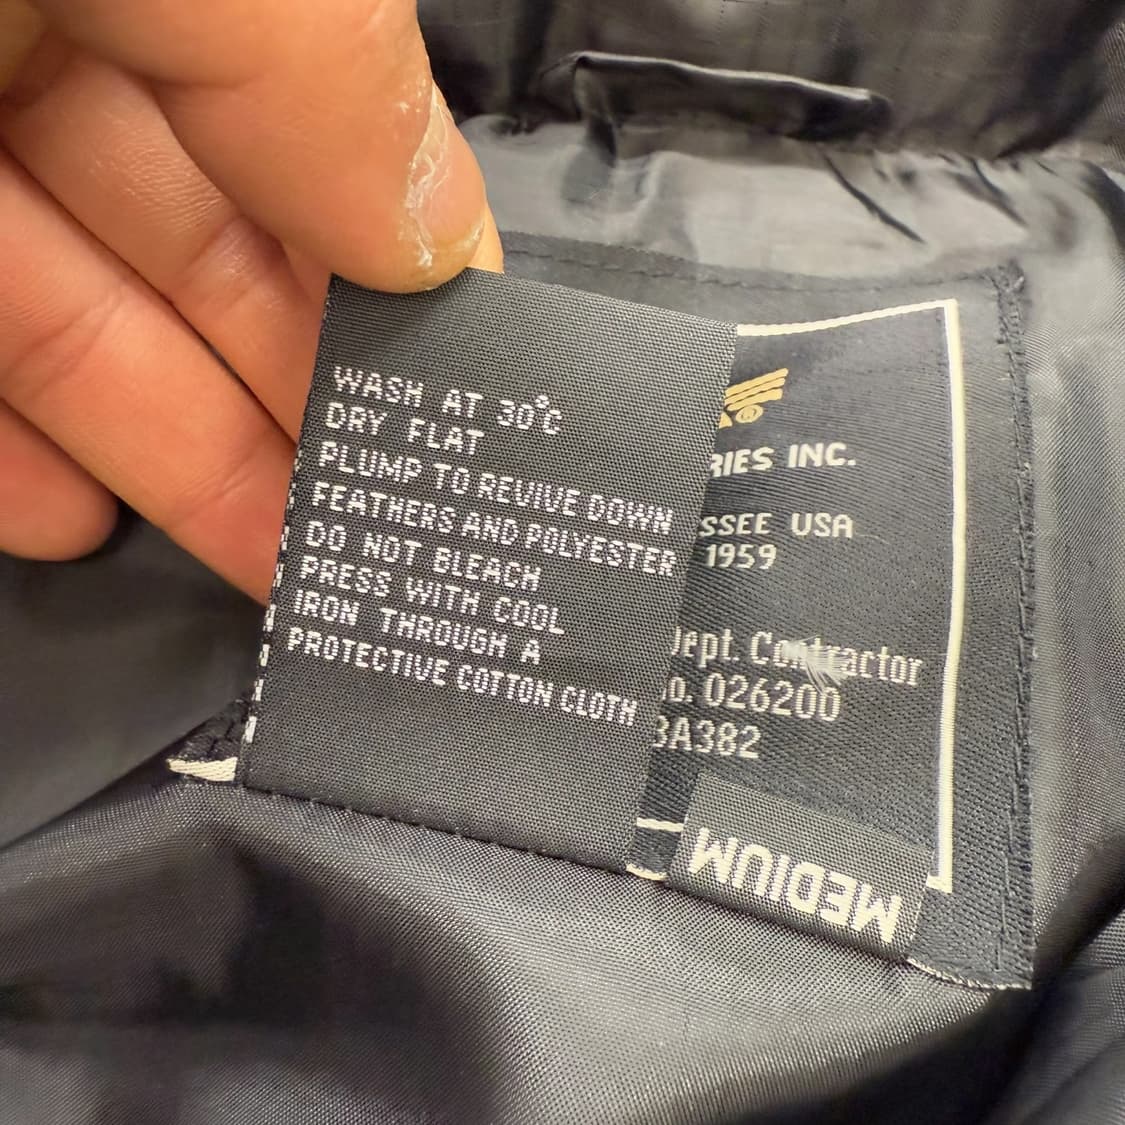 WASH AT 30°C
DRY FLAT
PLUMP TO REVIVE DOWN
FEATHERS AND POLYESTER
DO NOT BLEACH
PRESS WITH COOL
IRON THROUGH A
PROTECTIVE COTTON CLOTH
®
RIES INC.
SSEE USA
1959
Dept. Contractor
o. 026200
3A382
MEDIUM